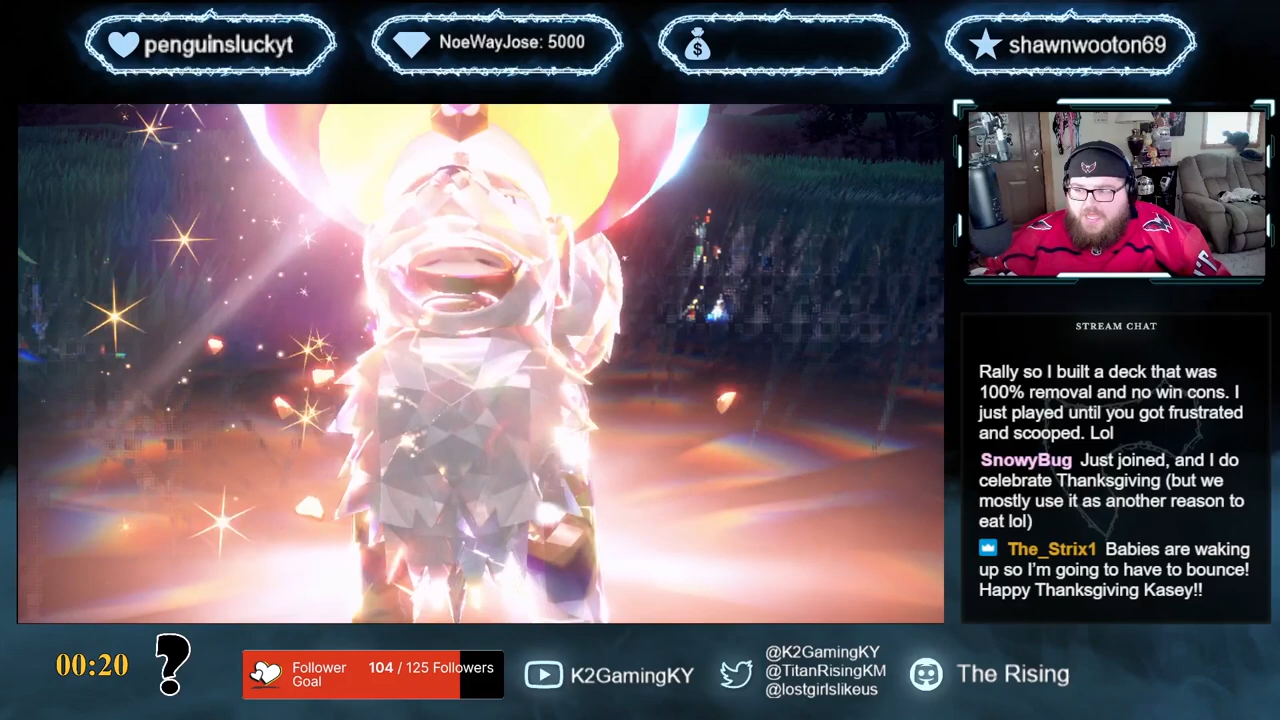 penguinsluckyt
NoeWayJose: 5000
$
shawnwooton69
STREAM CHAT
Rally so I built a deck that was
100% removal and no win cons. I
just played until you got frustrated
and scooped. Lol
SnowyBug Just joined, and I do
celebrate Thanksgiving (but we
mostly use it as another reason to
eat lol)
The_Strix1 Babies are waking
up so I'm going to have to bounce!
Happy Thanksgiving Kasey!!
00:20
?
Follower
Goal
104 / 125 Followers
K2GamingKY
@K2GamingKY
@TitanRisingKM
@lostgirlslikeus
The Rising